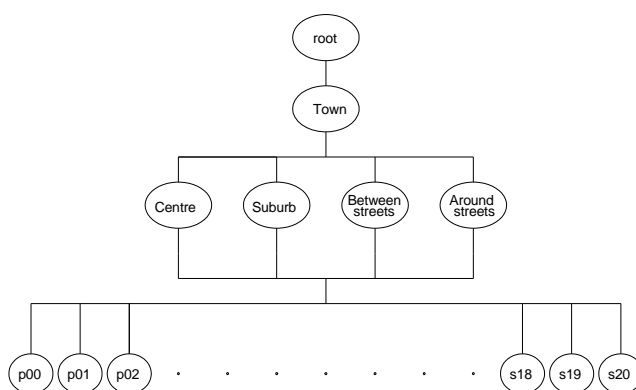 root
Town
Centre
Suburb
Between
streets
Around
streets
p00
p01
p02
s18
s19
s20